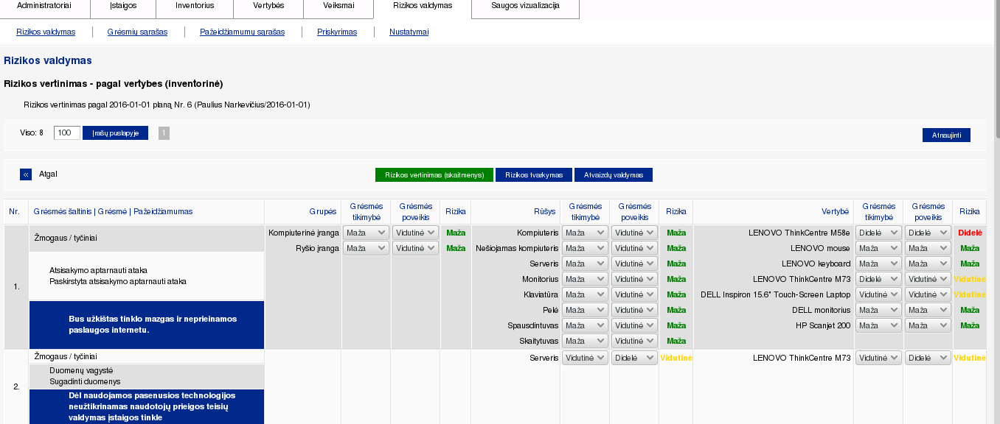 Administratoriai Įstaigos Inventorius Vertybės Veiksmai Rizikos valdymas Saugos vizualizacija
Rizikos valdymas Grėsmių sąrašas Pažeidžiamumų sąrašas Priskyrimas Nustatymai
Rizikos valdymas
Rizikos vertinimas - pagal vertybes (inventorinė)
Rizikos vertinimas pagal 2016-01-01 planą Nr. 6 (Paulius Narkevičius/2016-01-01)
Viso: 8 100 Įrašų puslapyje 1 Atnaujinti
« Atgal Rizikos vertinimas (skaitmenys) Rizikos tvarkymas Atvaizdų valdymas
Nr. Grėsmės šaltinis | Grėsmė | Pažeidžiamumas Grupės Grėsmės tikimybė Grėsmės poveikis Rizika Rūšys Grėsmės tikimybė Grėsmės poveikis Rizika Vertybė Grėsmės tikimybė Grėsmės poveikis Rizika
1.
Žmogaus / tyčiniai
Atsisakymo aptarnauti ataka
Paskirstyta atsisakymo aptarnauti ataka
Bus užkištas tinklo mazgas ir neprieinamos
paslaugos internetu.
Kompiuterinė įranga Maža Vidutinė Maža
Ryšio įranga Maža Vidutinė Maža
Kompiuteris Maža Vidutinė Maža
Nešiojamas kompiuteris Maža Vidutinė Maža
Serveris Maža Vidutinė Maža
Monitorius Maža Vidutinė Maža
Klaviatūra Maža Vidutinė Maža
Pelė Maža Vidutinė Maža
Spausdintuvas Maža Vidutinė Maža
Skaitytuvas Maža Vidutinė Maža
LENOVO ThinkCentre M58e Didelė Didelė Didelė
LENOVO mouse Maža Maža Maža
LENOVO keyboard Maža Maža Maža
LENOVO ThinkCentre M73 Didelė Vidutinė Vidutinė
DELL Inspiron 15.6" Touch-Screen Laptop Vidutinė Vidutinė Vidutinė
DELL monitorius Maža Maža Maža
HP Scanjet 200 Maža Maža Maža
2.
Žmogaus / tyčiniai
Duomenų vagystė
Sugadinti duomenys
Dėl naudojamos pasenusios technologijos
neužtikrinamas naudotojų prieigos teisių
valdymas įstaigos tinkle
Serveris Vidutinė Didelė Vidutinė
LENOVO ThinkCentre M73 Vidutinė Didelė Vidutinė